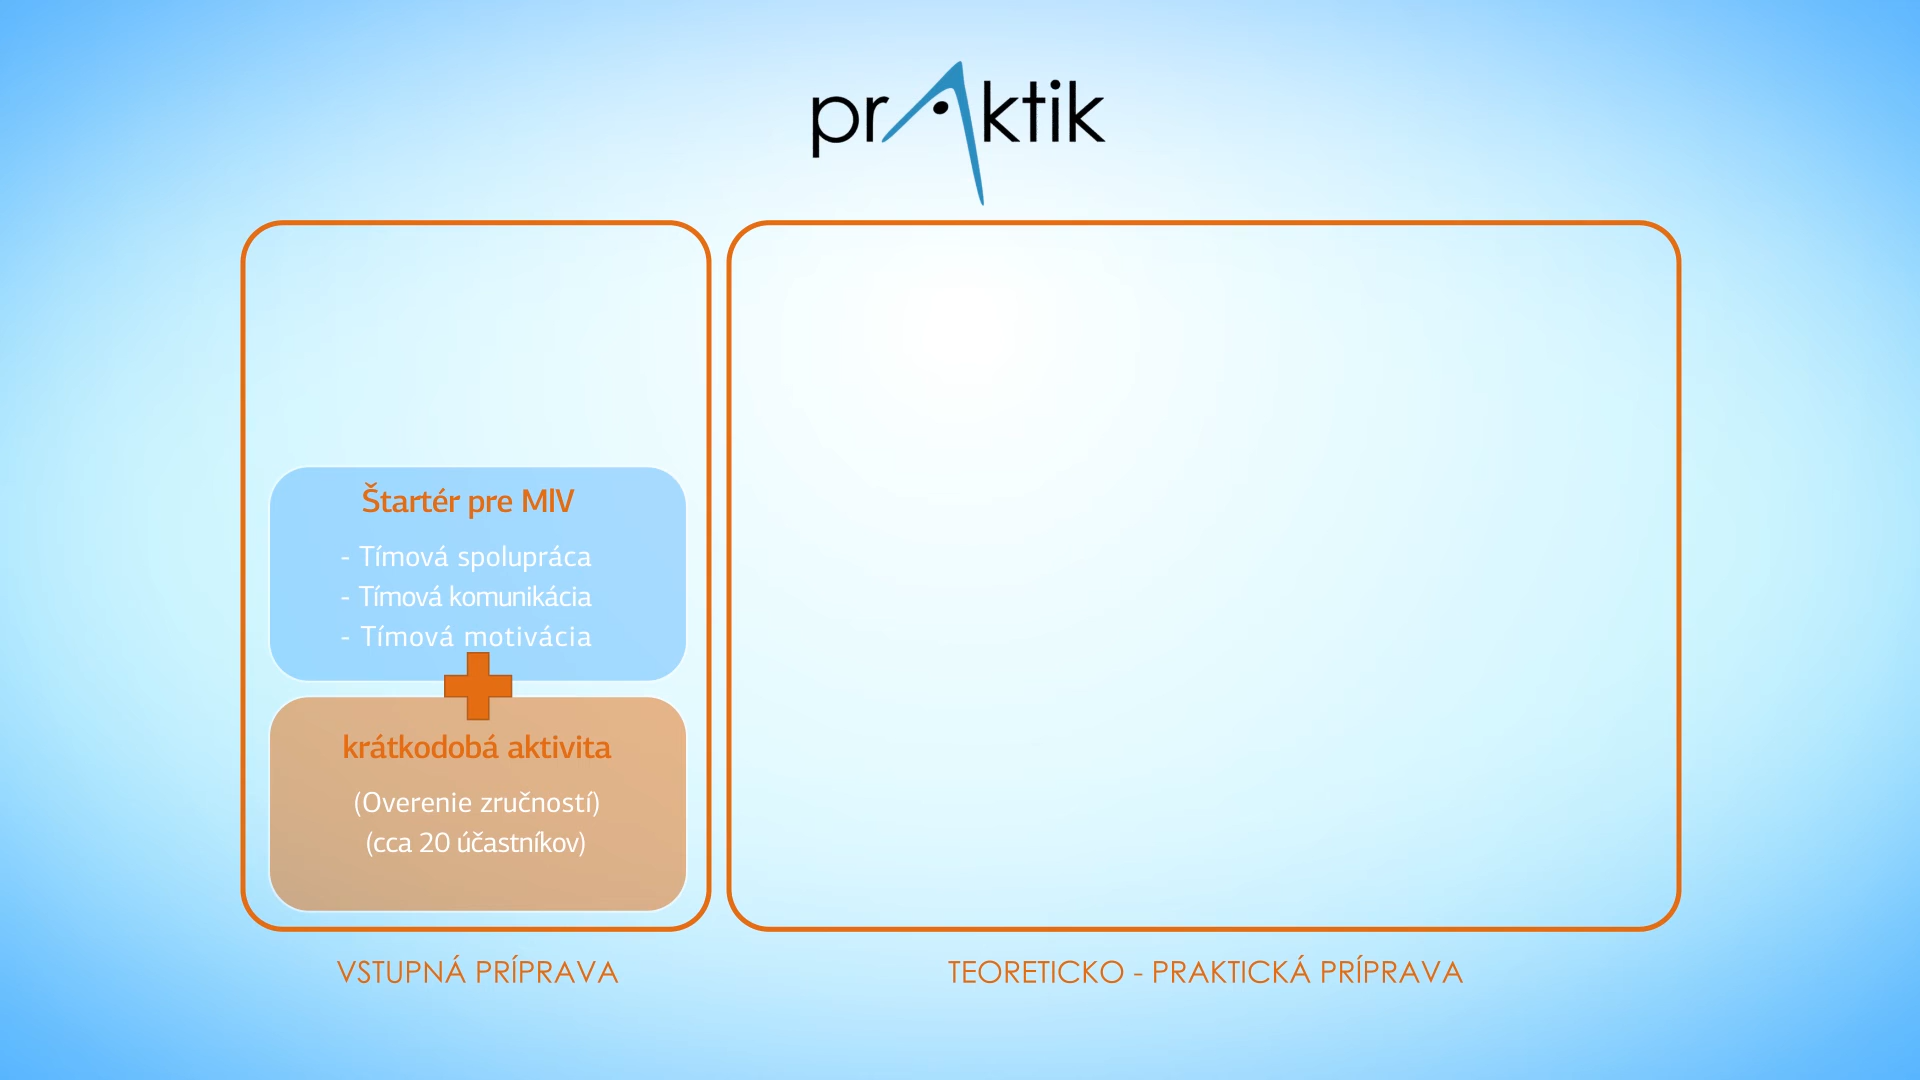 prAktik
Štartér pre MIV
- Tímová spolupráca
- Tímová komunikácia
- Tímová motivácia
krátkodobá aktivita
(Overenie zručností)
(cca 20 účastníkov)
VSTUPNÁ PRÍPRAVA
TEORETICKO - PRAKTICKÁ PRÍPRAVA